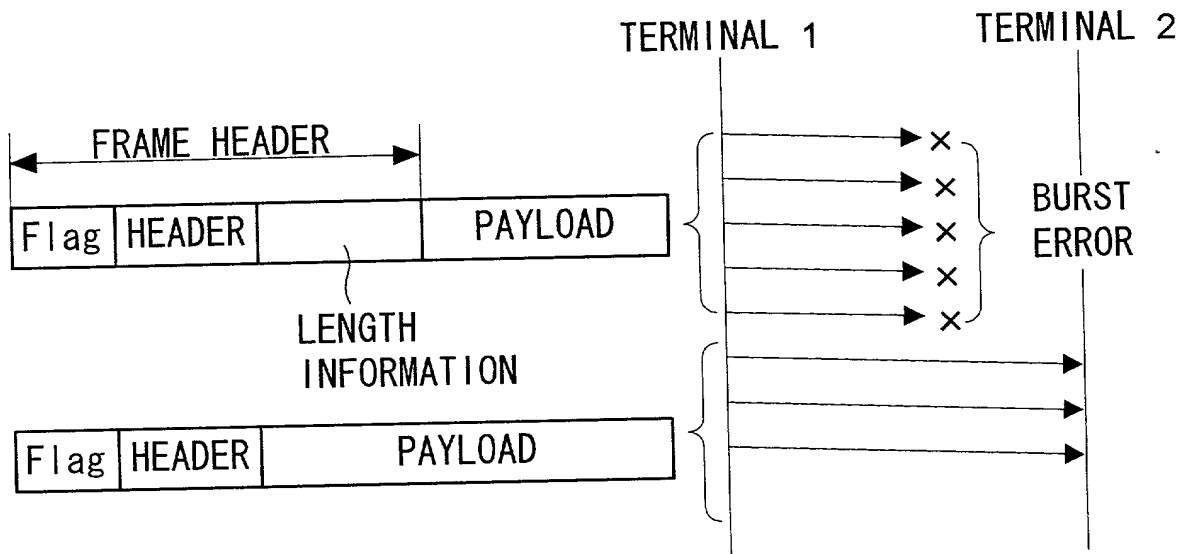 TERMINAL 1
TERMINAL 2
FRAME HEADER
Flag HEADER PAYLOAD
BURST
ERROR
LENGTH
INFORMATION
Flag HEADER PAYLOAD